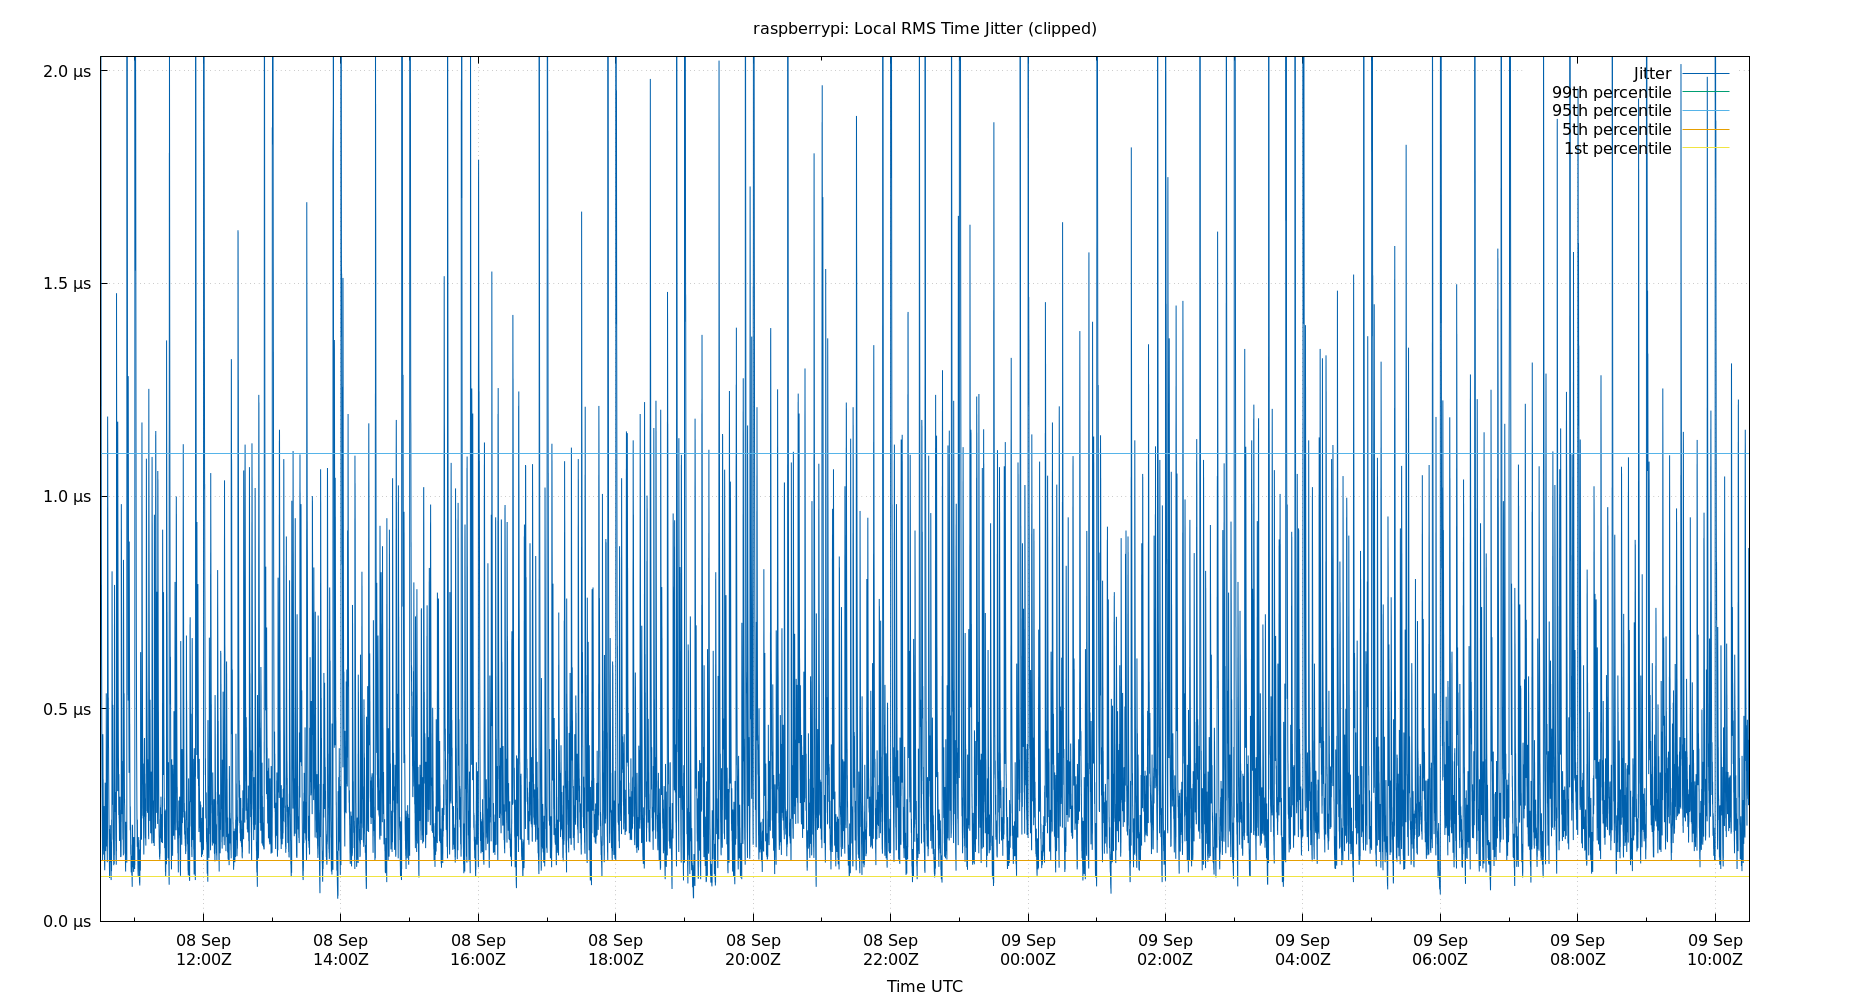 raspberrypi: Local RMS Time Jitter (clipped)
2.0 µs
1.5 µs
1.0 µs
0.5 µs
0.0 µs
Jitter
99th percentile
95th percentile
5th percentile
1st percentile
08 Sep 08 Sep 08 Sep 08 Sep 08 Sep 08 Sep 09 Sep 09 Sep 09 Sep 09 Sep 09 Sep 09 Sep
12:00Z 14:00Z 16:00Z 18:00Z 20:00Z 22:00Z 00:00Z 02:00Z 04:00Z 06:00Z 08:00Z 10:00Z
Time UTC